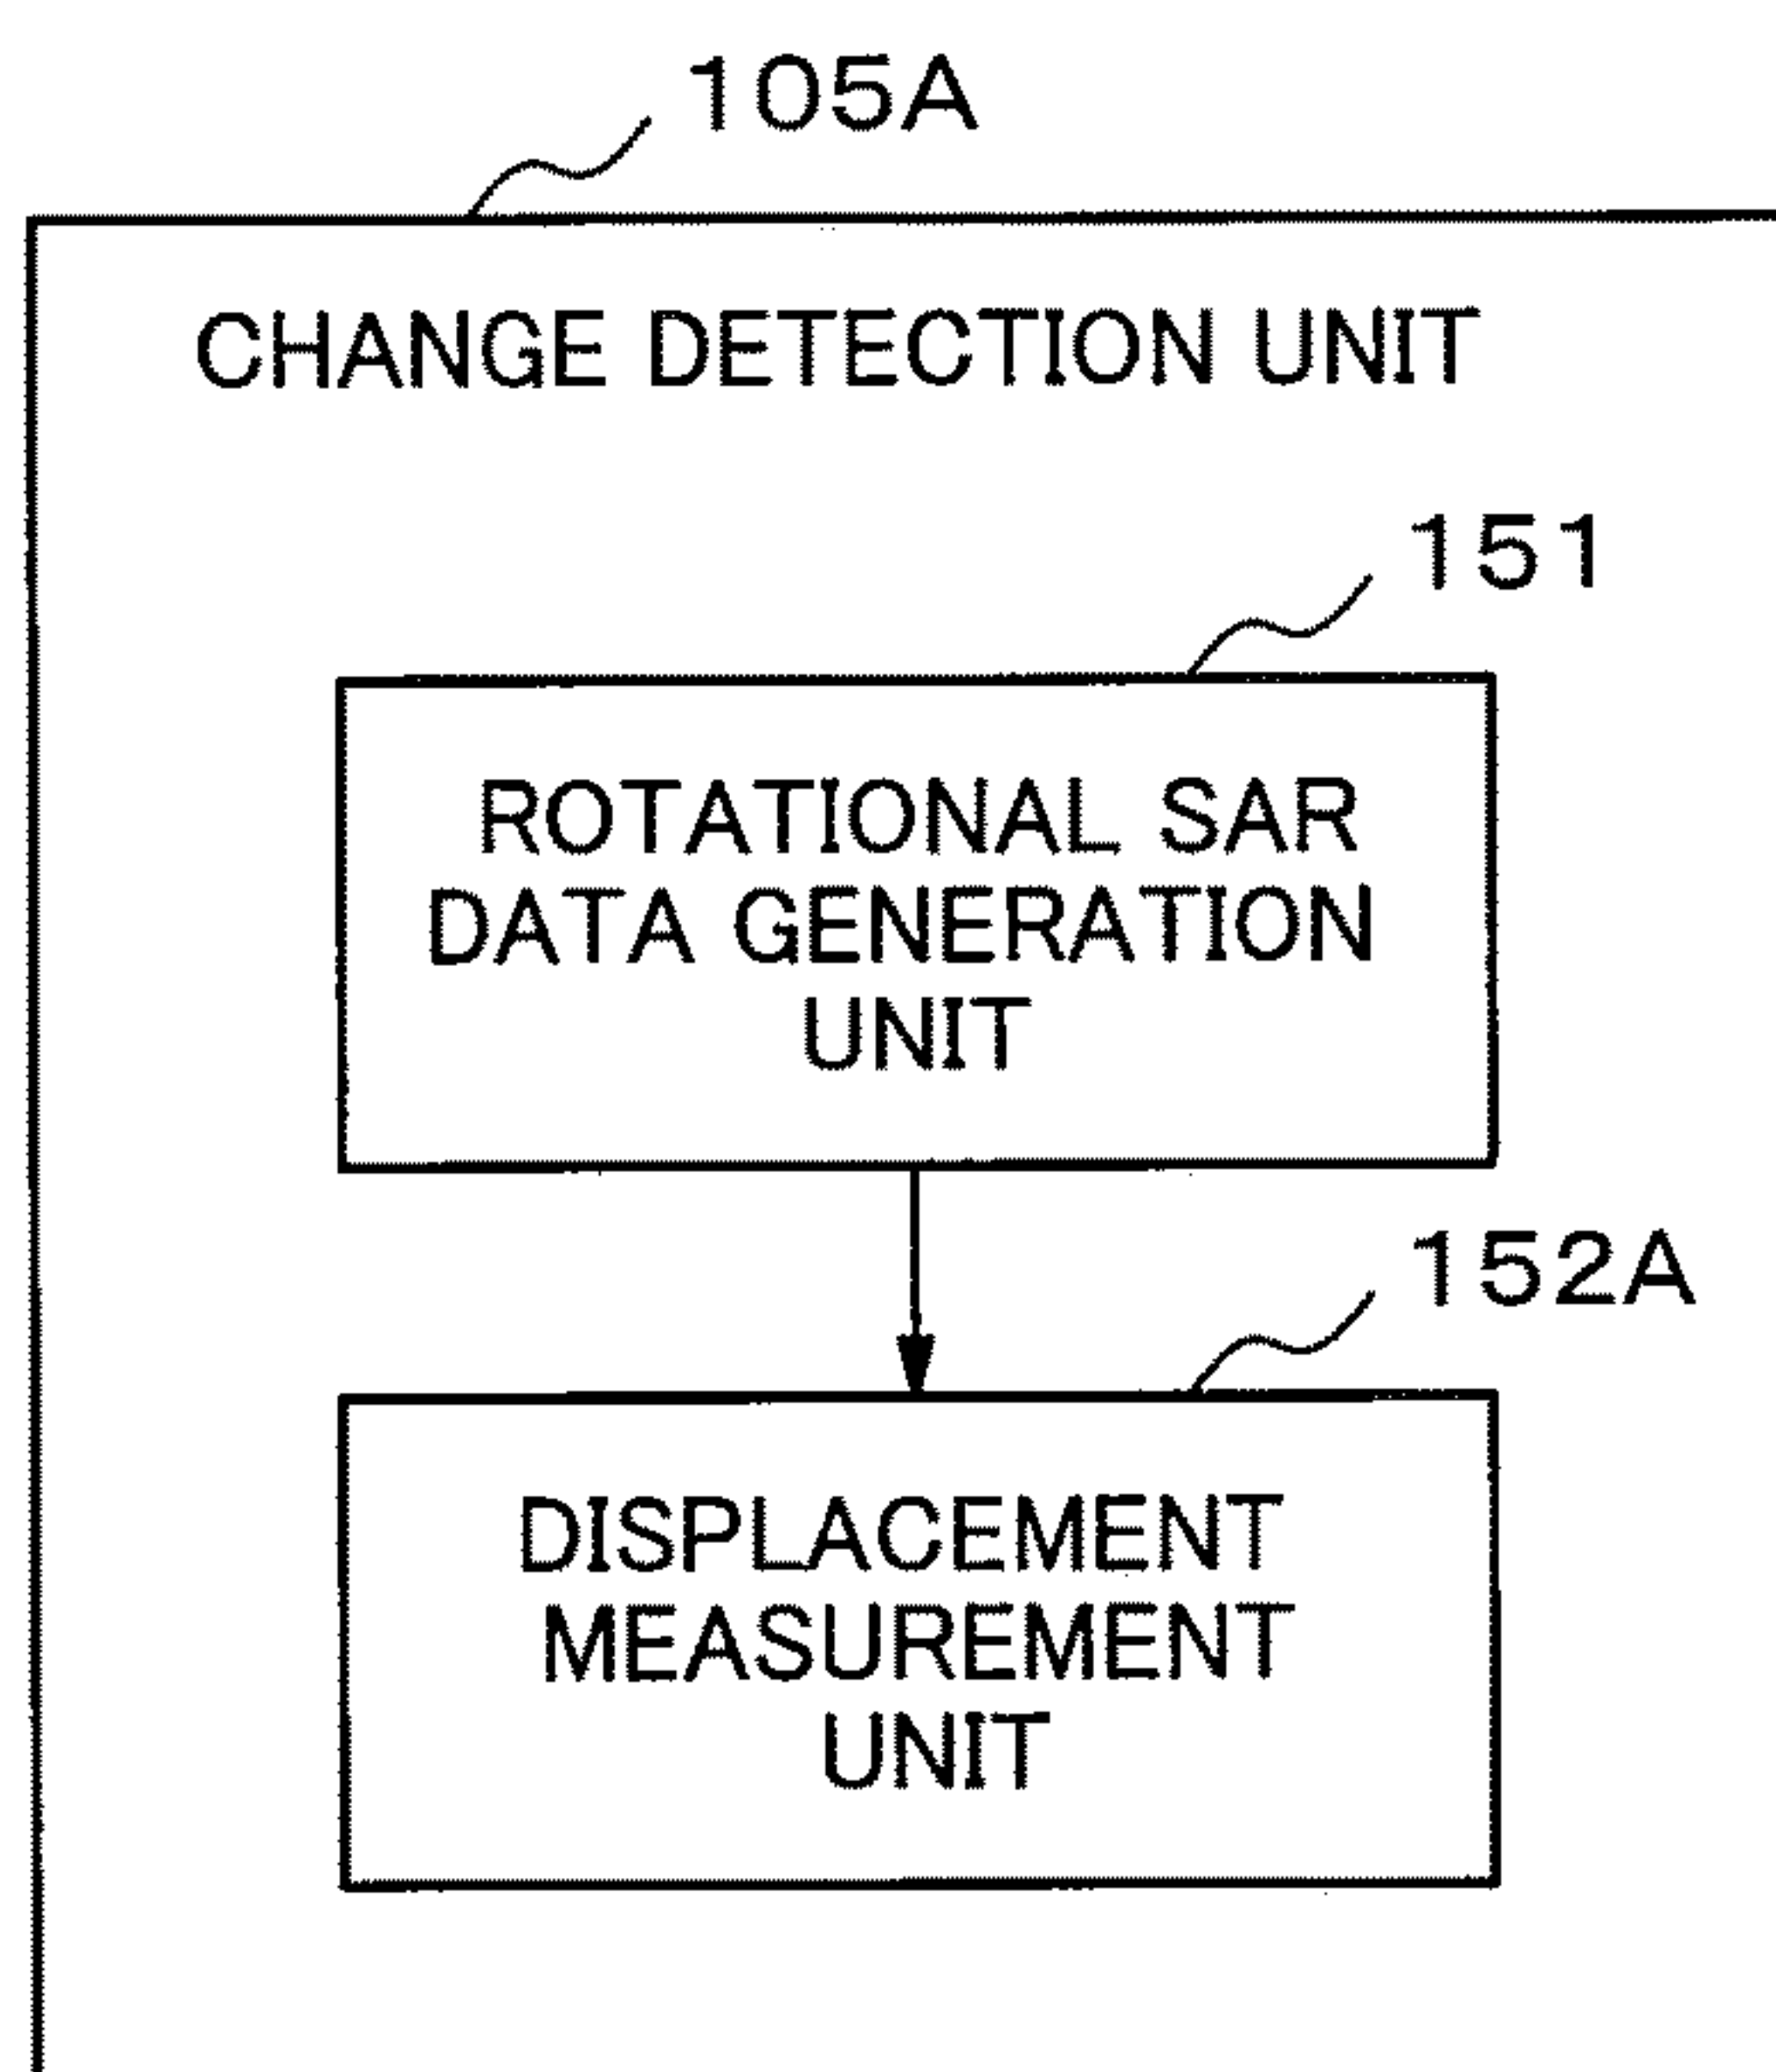 105A
CHANGE DETECTION UNIT
151
ROTATIONAL SAR
DATA GENERATION
UNIT
152A
DISPLACEMENT
MEASUREMENT
UNIT